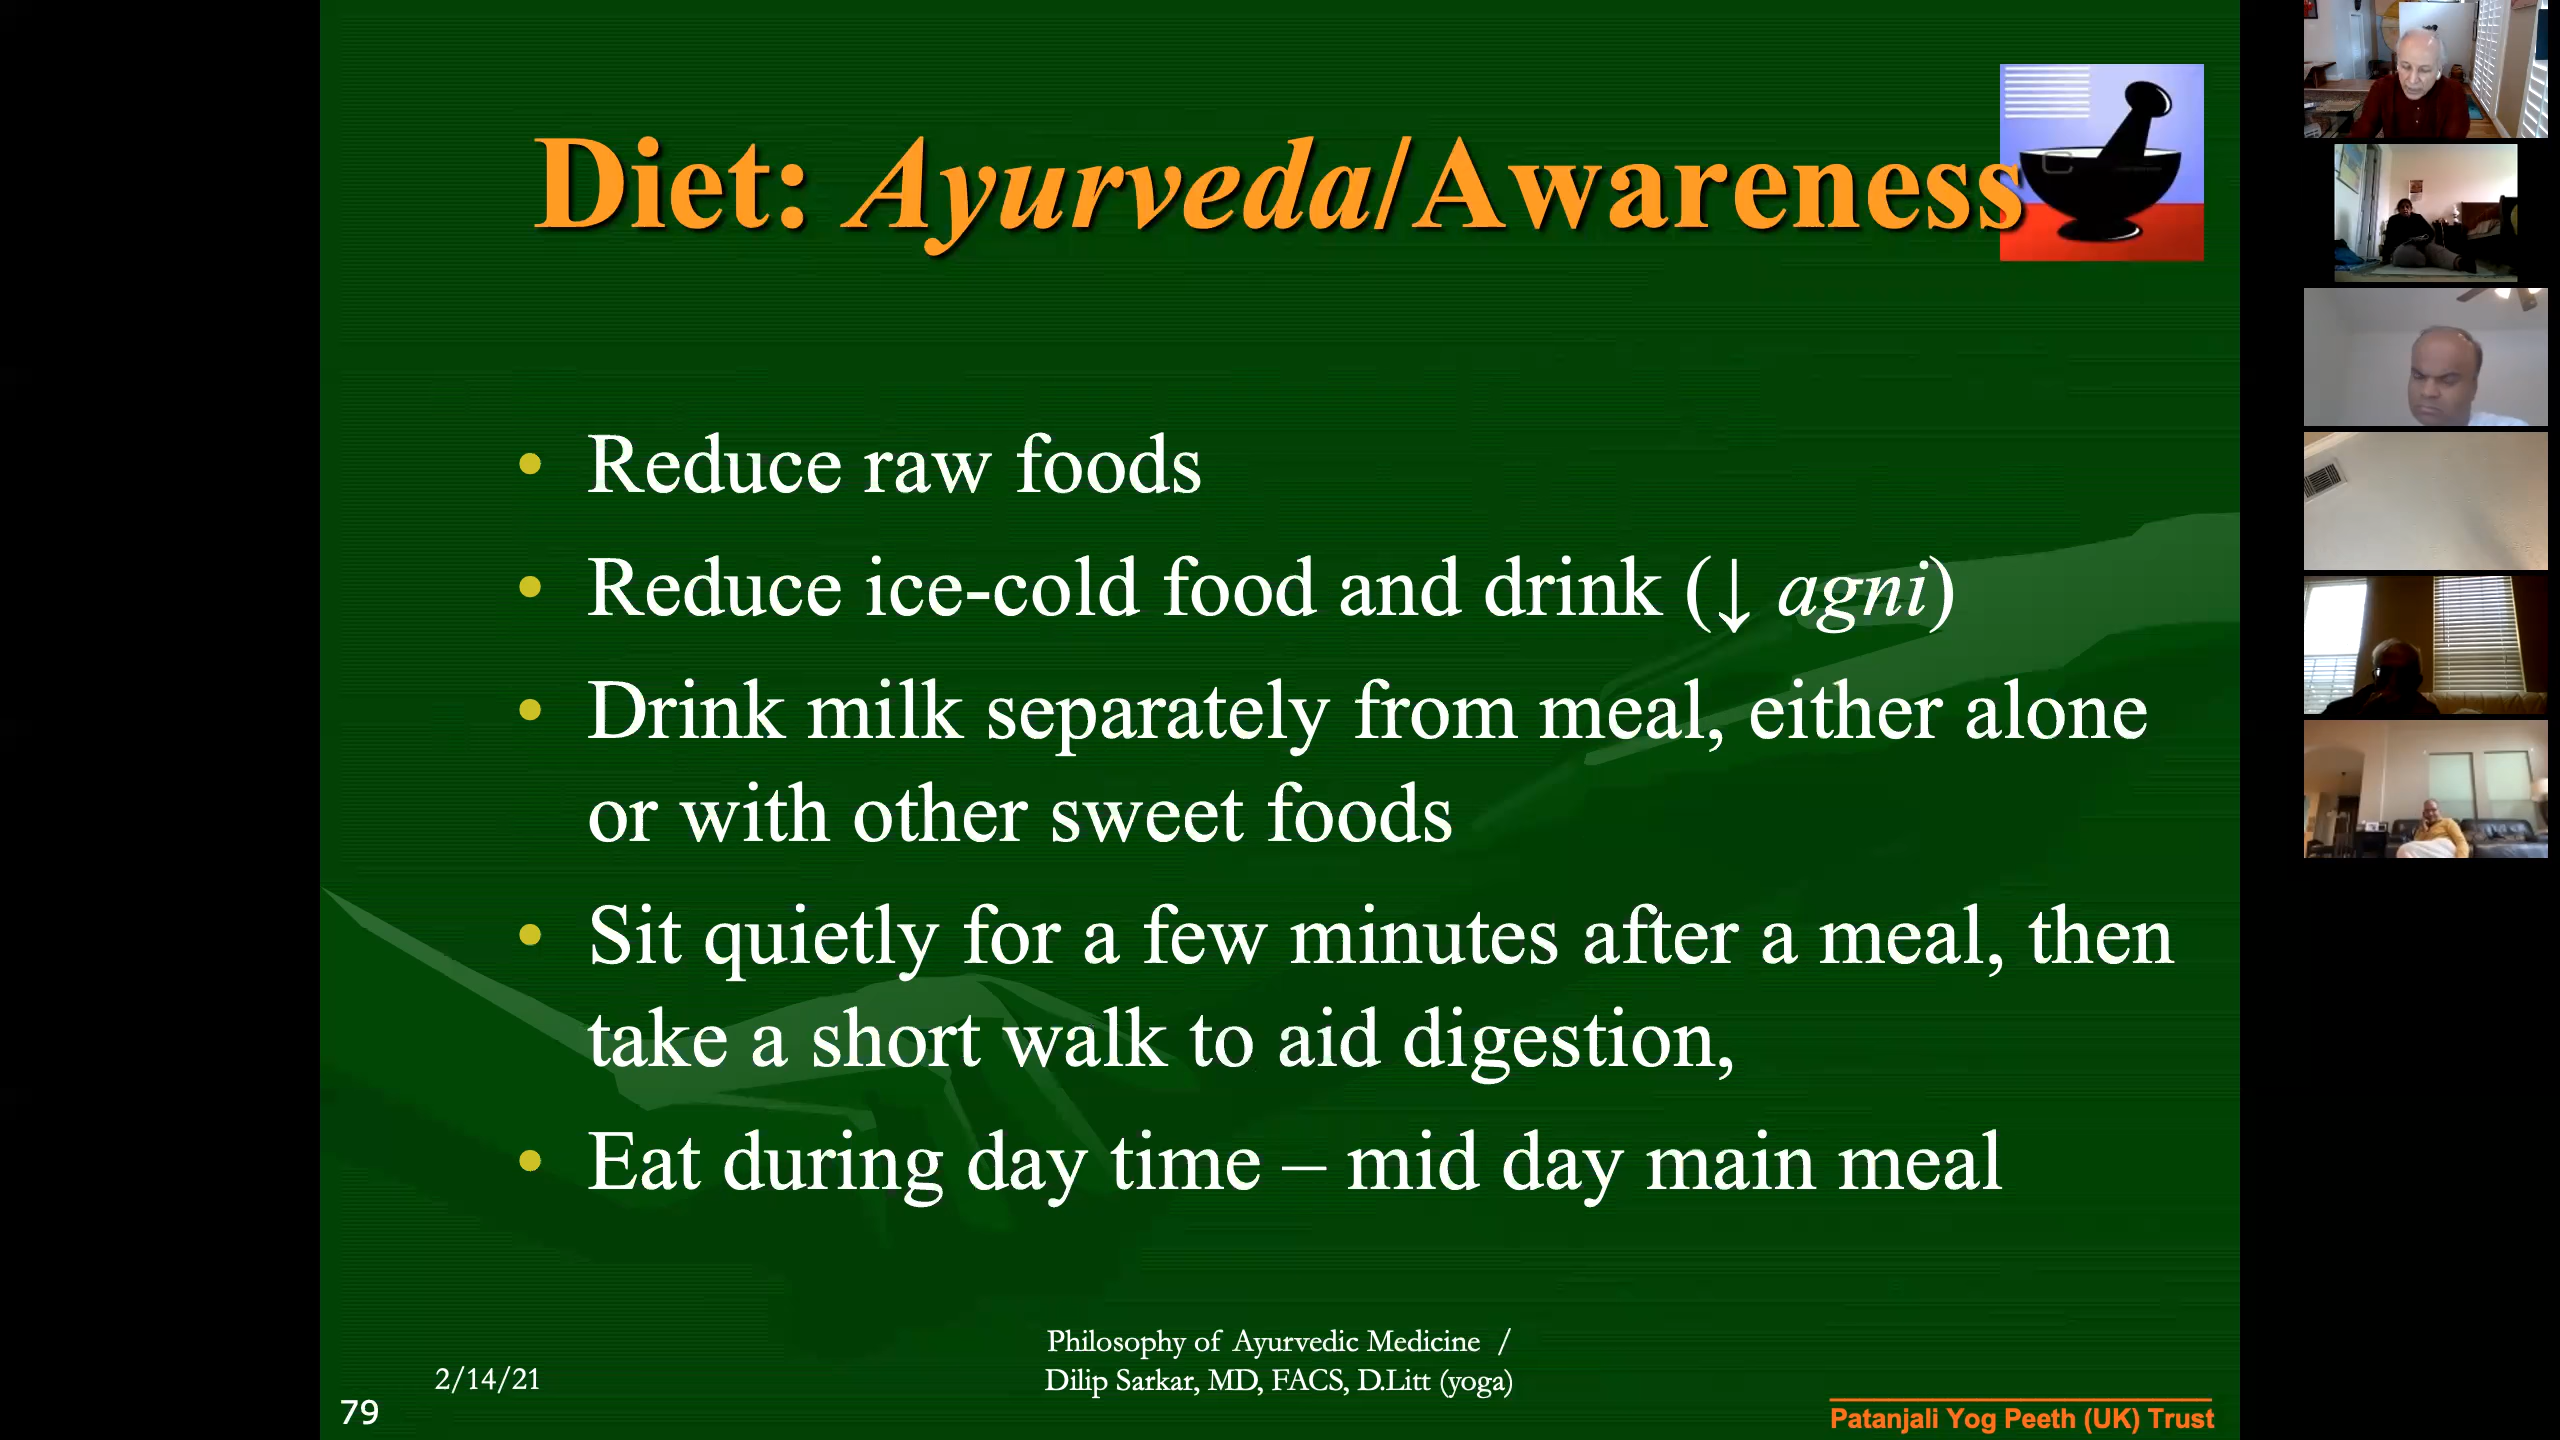 Diet: Ayurveda/Awareness
• Reduce raw foods
• Reduce ice-cold food and drink (↓ agni)
• Drink milk separately from meal, either alone
or with other sweet foods
• Sit quietly for a few minutes after a meal, then
take a short walk to aid digestion,
• Eat during day time – mid day main meal
2/14/21
79
Philosophy of Ayurvedic Medicine /
Dilip Sarkar, MD, FACS, D.Litt (yoga)
Patanjali Yog Peeth (UK) Trust